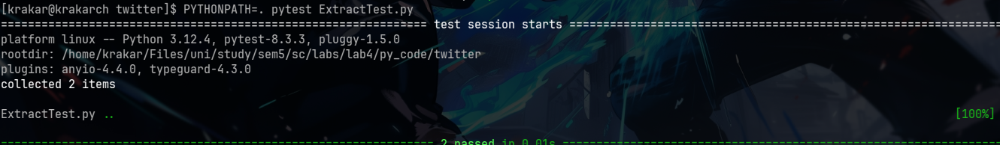 [krakar@krakarch twitter]$ PYTHONPATH=. pytest ExtractTest.py
============================================================== test session starts ===============================================================
platform linux -- Python 3.12.4, pytest-8.3.3, pluggy-1.5.0
rootdir: /home/krakar/Files/uni/study/sem5/sc/labs/lab4/py_code/twitter
plugins: anyio-4.4.0, typeguard-4.3.0
collected 2 items
ExtractTest.py .. [100%]
=============================================================== 2 passed in 0.01s ================================================================